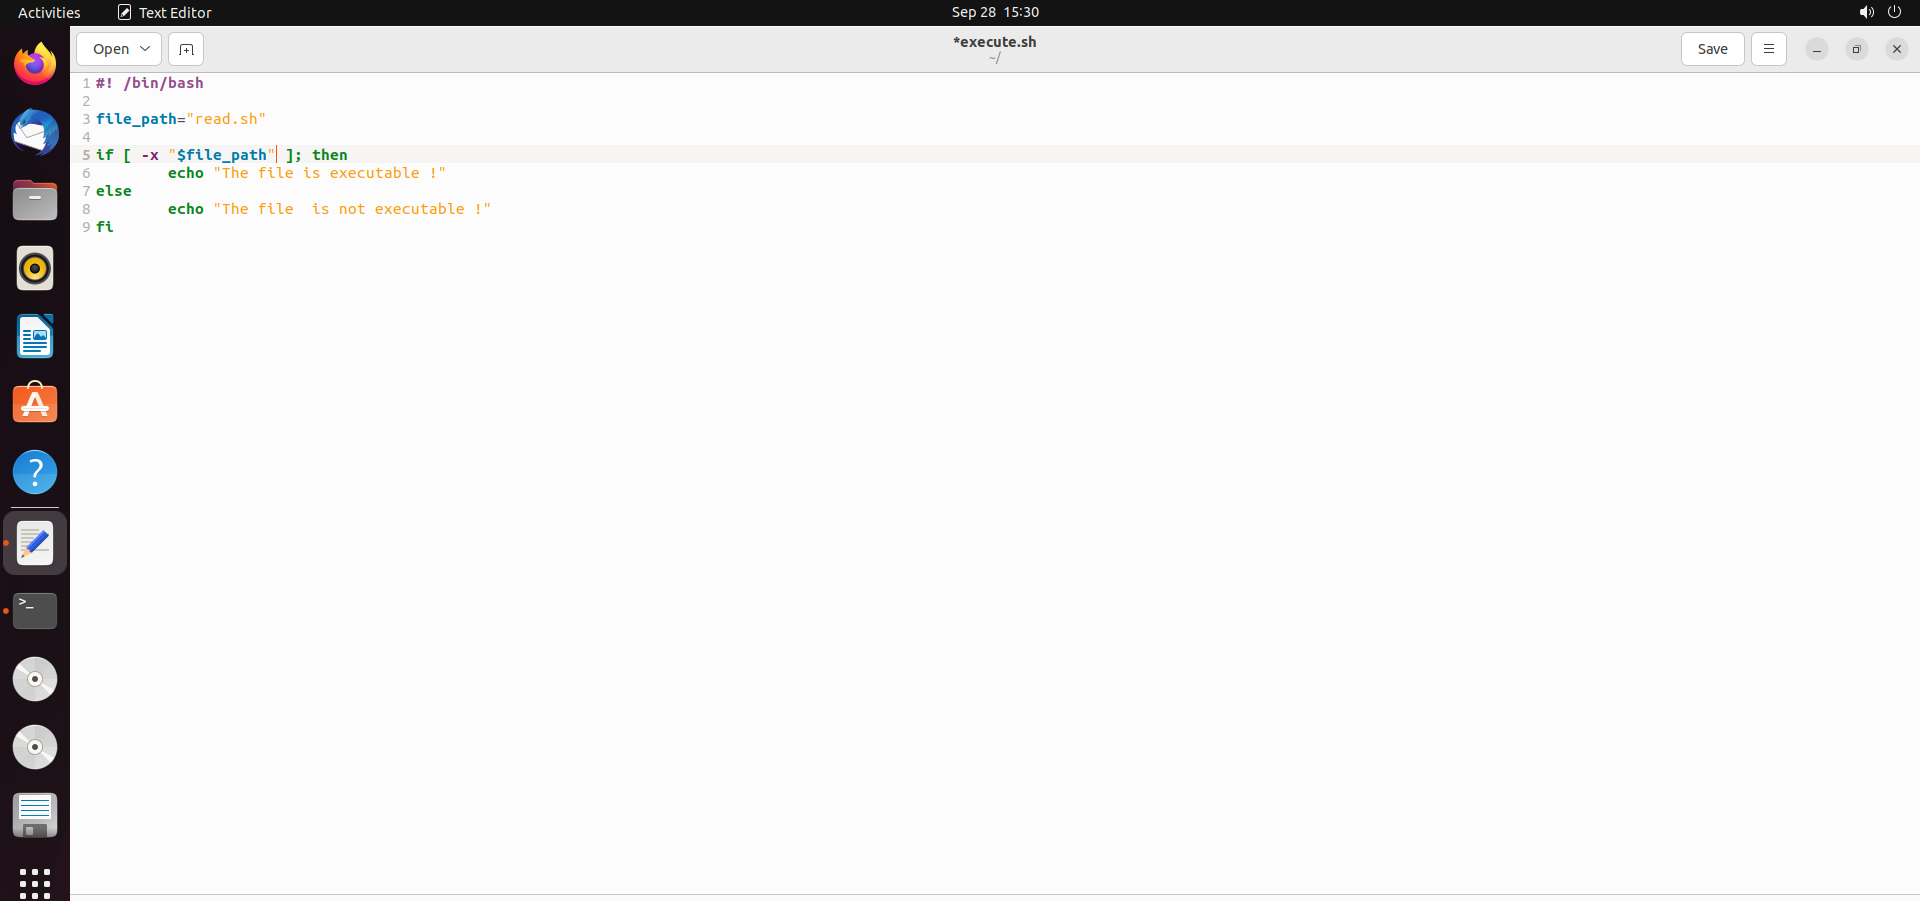 Activities Text Editor Sep 28 15:30
Open *execute.sh Save
~/
1 #! /bin/bash
2
3 file_path="read.sh"
4
5 if [ -x "$file_path" ]; then
6         echo "The file is executable !"
7 else
8         echo "The file  is not executable !"
9 fi